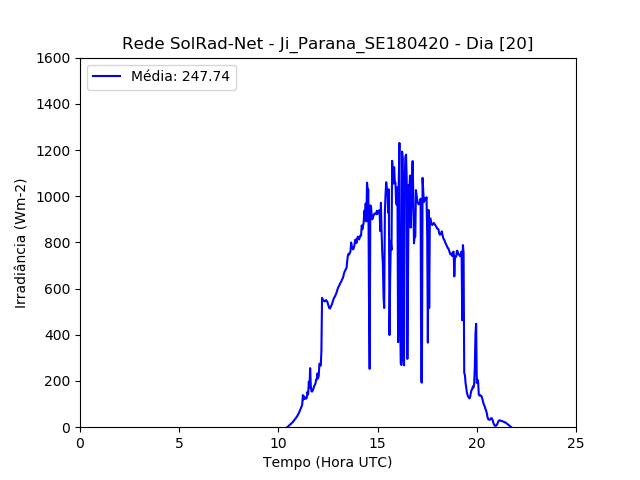 Rede SolRad-Net - Ji_Parana_SE180420 - Dia [20]
Média: 247.74
1600
1400
1200
1000
800
600
400
200
0
Irradiância (Wm-2)
0 5 10 15 20 25
Tempo (Hora UTC)